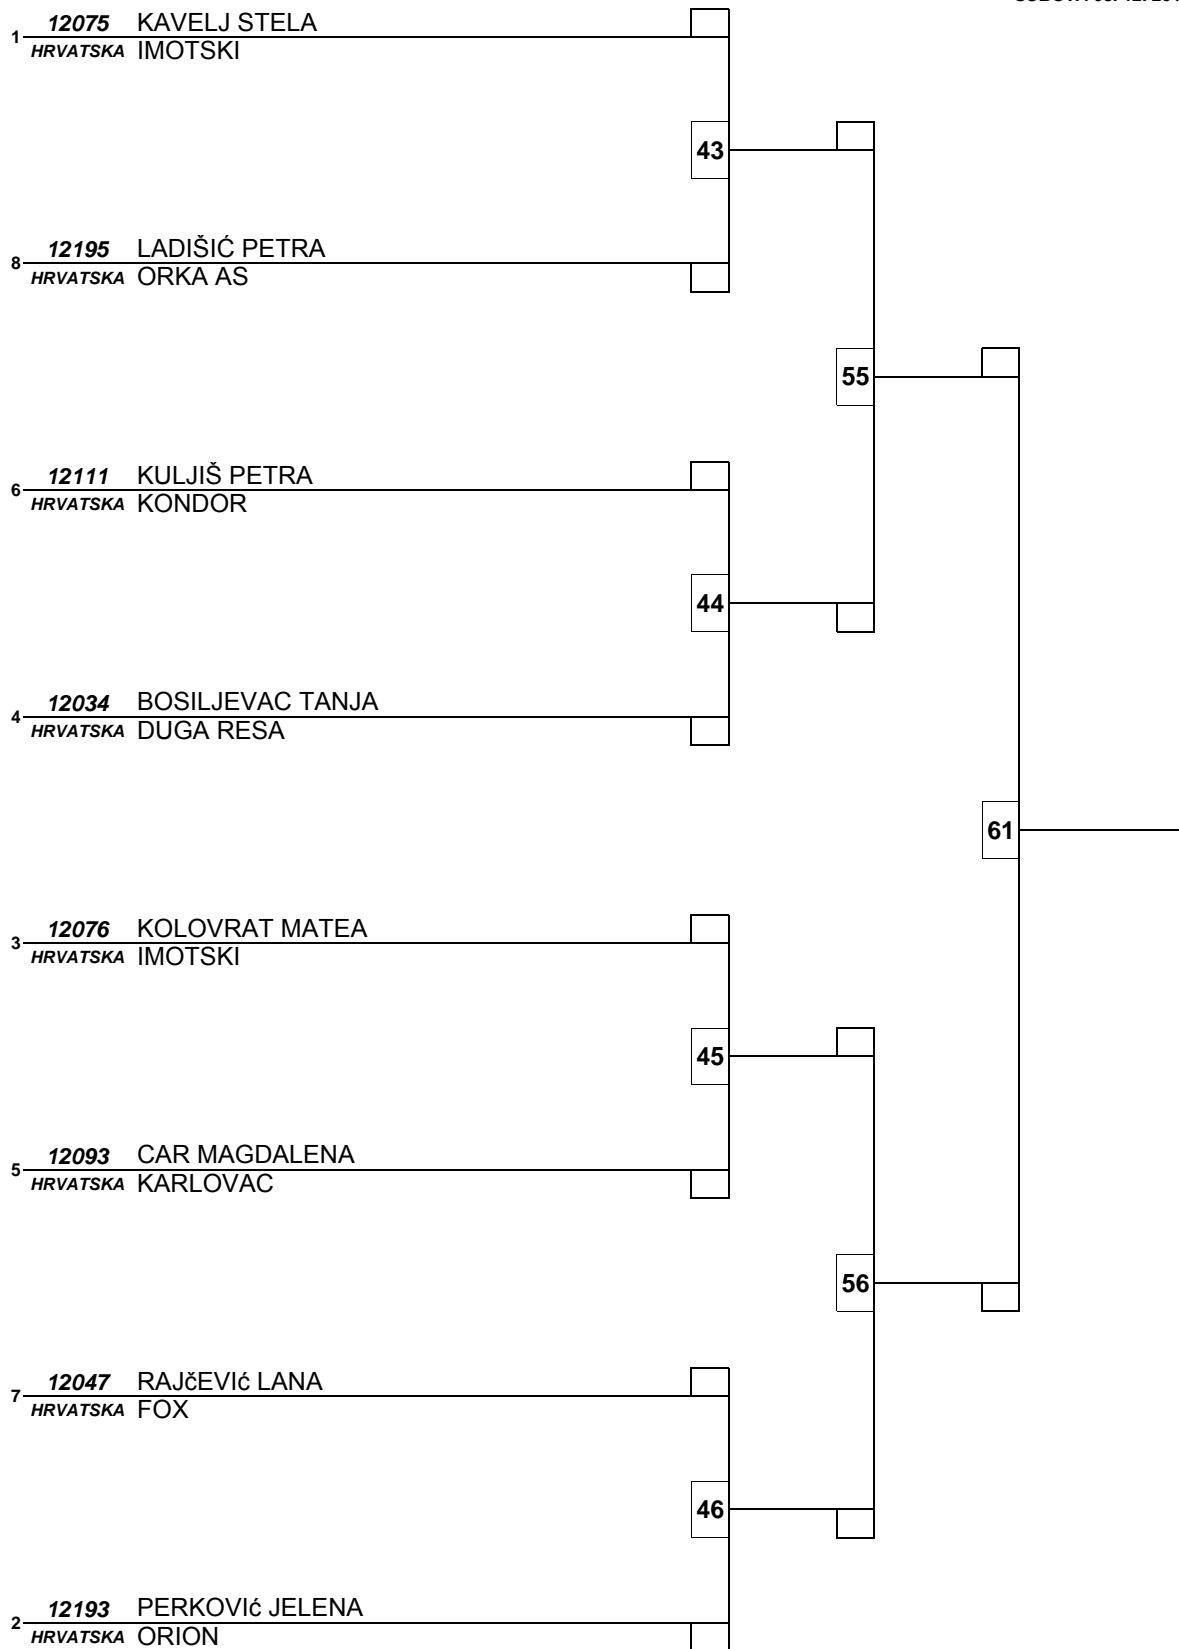 1 12075 KAVELJ STELA
HRVATSKA IMOTSKI
43
8 12195 LADIŠIĆ PETRA
HRVATSKA ORKA AS
55
6 12111 KULJIŠ PETRA
HRVATSKA KONDOR
44
4 12034 BOSILJEVAC TANJA
HRVATSKA DUGA RESA
61
3 12076 KOLOVRAT MATEA
HRVATSKA IMOTSKI
45
5 12093 CAR MAGDALENA
HRVATSKA KARLOVAC
56
7 12047 RAJčEVIć LANA
HRVATSKA FOX
46
2 12193 PERKOVIć JELENA
HRVATSKA ORION